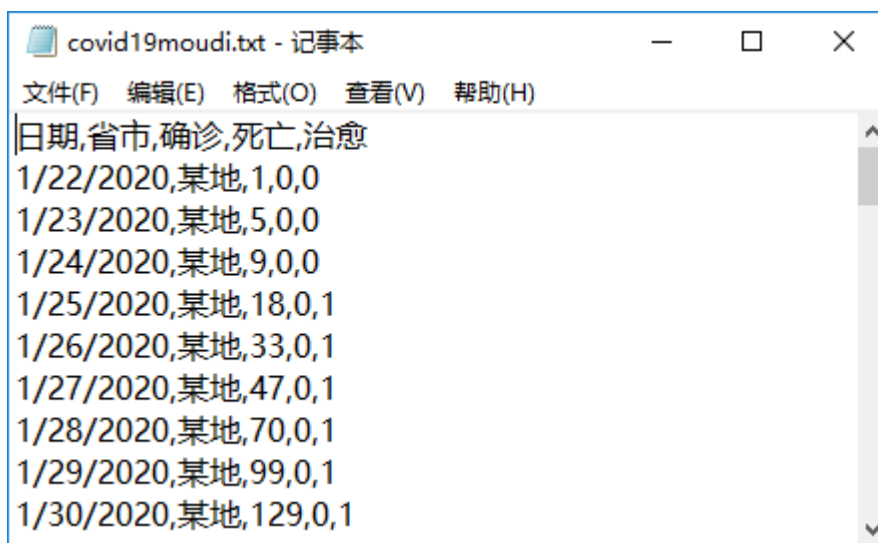 covid19moudi.txt - 记事本
文件(F) 编辑(E) 格式(O) 查看(V) 帮助(H)
日期,省市,确诊,死亡,治愈
1/22/2020,某地,1,0,0
1/23/2020,某地,5,0,0
1/24/2020,某地,9,0,0
1/25/2020,某地,18,0,1
1/26/2020,某地,33,0,1
1/27/2020,某地,47,0,1
1/28/2020,某地,70,0,1
1/29/2020,某地,99,0,1
1/30/2020,某地,129,0,1